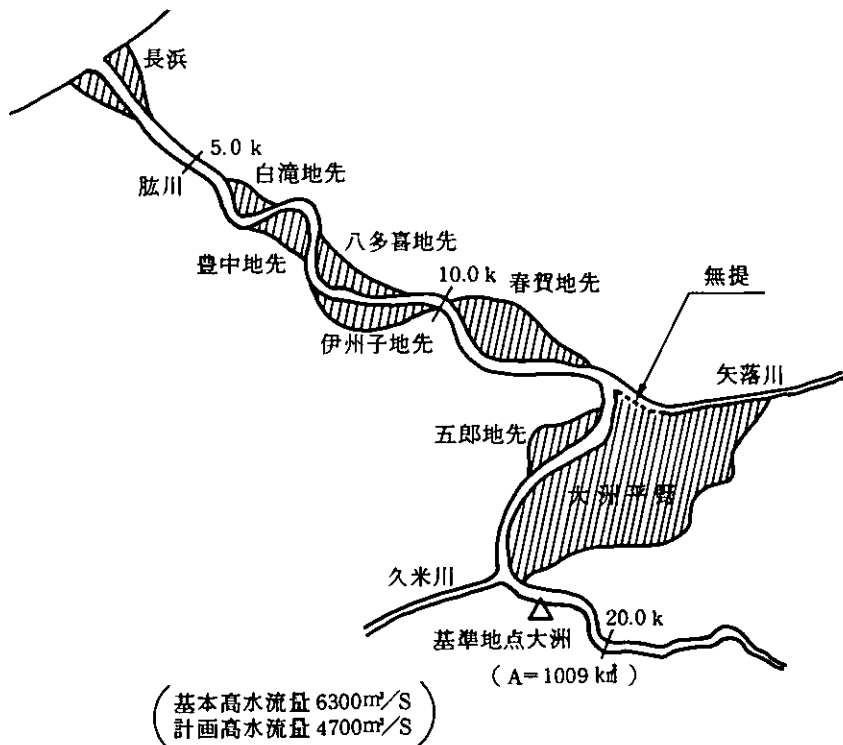 長浜
5.0 k
白滝地先
肱川
八多喜地先
豊中地先
10.0 k
春賀地先
無提
伊州子地先
矢落川
五郎地先
大洲平野
久米川
20.0 k
基準地点大洲
(A=1009 km²)
基本高水流量 6300m³/S
計画高水流量 4700m³/S